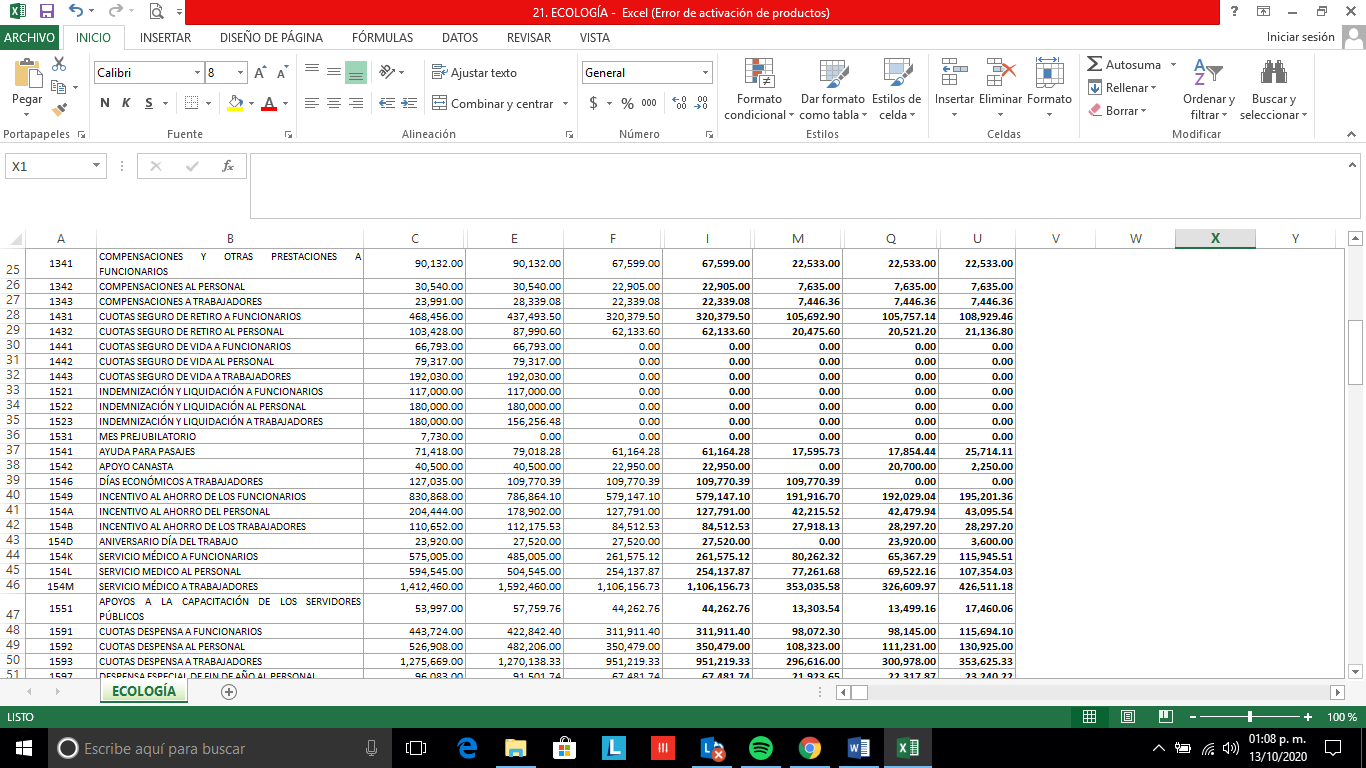 21. ECOLOGÍA - Excel (Error de activación de productos)
ARCHIVO INICIO INSERTAR DISEÑO DE PÁGINA FÓRMULAS DATOS REVISAR VISTA Iniciar sesión
Pegar
Calibri 8
N K S
Ajustar texto
Combinar y centrar
General
$ % 000
Formato condicional
Dar formato como tabla
Estilos de celda
Insertar Eliminar Formato
Autosuma
Rellenar
Borrar
Ordenar y filtrar
Buscar y seleccionar
Portapapeles Fuente Alineación Número Estilos Celdas Modificar
X1 fx
A B C E F I M Q U V W X Y
25 1341 COMPENSACIONES Y OTRAS PRESTACIONES A FUNCIONARIOS 90,132.00 90,132.00 67,599.00 67,599.00 22,533.00 22,533.00 22,533.00
26 1342 COMPENSACIONES AL PERSONAL 30,540.00 30,540.00 22,905.00 22,905.00 7,635.00 7,635.00 7,635.00
27 1343 COMPENSACIONES A TRABAJADORES 23,991.00 28,339.08 22,339.08 22,339.08 7,446.36 7,446.36 7,446.36
28 1431 CUOTAS SEGURO DE RETIRO A FUNCIONARIOS 468,456.00 437,493.50 320,379.50 320,379.50 105,692.90 105,757.14 108,929.46
29 1432 CUOTAS SEGURO DE RETIRO AL PERSONAL 103,428.00 87,990.60 62,133.60 62,133.60 20,475.60 20,521.20 21,136.80
30 1441 CUOTAS SEGURO DE VIDA A FUNCIONARIOS 66,793.00 66,793.00 0.00 0.00 0.00 0.00 0.00
31 1442 CUOTAS SEGURO DE VIDA AL PERSONAL 79,317.00 79,317.00 0.00 0.00 0.00 0.00 0.00
32 1443 CUOTAS SEGURO DE VIDA A TRABAJADORES 192,030.00 192,030.00 0.00 0.00 0.00 0.00 0.00
33 1521 INDEMNIZACIÓN Y LIQUIDACIÓN A FUNCIONARIOS 117,000.00 117,000.00 0.00 0.00 0.00 0.00 0.00
34 1522 INDEMNIZACIÓN Y LIQUIDACIÓN AL PERSONAL 180,000.00 180,000.00 0.00 0.00 0.00 0.00 0.00
35 1523 INDEMNIZACIÓN Y LIQUIDACIÓN A TRABAJADORES 180,000.00 156,256.48 0.00 0.00 0.00 0.00 0.00
36 1531 MES PREJUBILATORIO 7,730.00 0.00 0.00 0.00 0.00 0.00 0.00
37 1541 AYUDA PARA PASAJES 71,418.00 79,018.28 61,164.28 61,164.28 17,595.73 17,854.44 25,714.11
38 1542 APOYO CANASTA 40,500.00 40,500.00 22,950.00 22,950.00 0.00 20,700.00 2,250.00
39 1546 DÍAS ECONÓMICOS A TRABAJADORES 127,035.00 109,770.39 109,770.39 109,770.39 109,770.39 0.00 0.00
40 1549 INCENTIVO AL AHORRO DE LOS FUNCIONARIOS 830,868.00 786,864.10 579,147.10 579,147.10 191,916.70 192,029.04 195,201.36
41 154A INCENTIVO AL AHORRO DEL PERSONAL 204,444.00 178,902.00 127,791.00 127,791.00 42,215.52 42,479.94 43,095.54
42 154B INCENTIVO AL AHORRO DE LOS TRABAJADORES 110,652.00 112,175.53 84,512.53 84,512.53 27,918.13 28,297.20 28,297.20
43 154D ANIVERSARIO DÍA DEL TRABAJO 23,920.00 27,520.00 27,520.00 27,520.00 0.00 23,920.00 3,600.00
44 154K SERVICIO MÉDICO A FUNCIONARIOS 575,005.00 485,005.00 261,575.12 261,575.12 80,262.32 65,367.29 115,945.51
45 154L SERVICIO MEDICO AL PERSONAL 594,545.00 504,545.00 254,137.87 254,137.87 77,261.68 69,522.16 107,354.03
46 154M SERVICIO MÉDICO A TRABAJADORES 1,412,460.00 1,592,460.00 1,106,156.73 1,106,156.73 353,035.58 326,609.97 426,511.18
47 1551 APOYOS A LA CAPACITACIÓN DE LOS SERVIDORES PÚBLICOS 53,997.00 57,759.76 44,262.76 44,262.76 13,303.54 13,499.16 17,460.06
48 1591 CUOTAS DESPENSA A FUNCIONARIOS 443,724.00 422,842.40 311,911.40 311,911.40 98,072.30 98,145.00 115,694.10
49 1592 CUOTAS DESPENSA AL PERSONAL 526,908.00 482,206.00 350,479.00 350,479.00 108,323.00 111,231.00 130,925.00
50 1593 CUOTAS DESPENSA A TRABAJADORES 1,275,669.00 1,270,138.33 951,219.33 951,219.33 296,616.00 300,978.00 353,625.33
51 1597 DESPENSA ESPECIAL DE FIN DE AÑO AL PERSONAL 96,083.00 91,501.74 67,481.74 67,481.74 21,923.65 22,317.87 23,240.22
ECOLOGÍA
LISTO 100 %
Escribe aquí para buscar
01:08 p. m.
13/10/2020